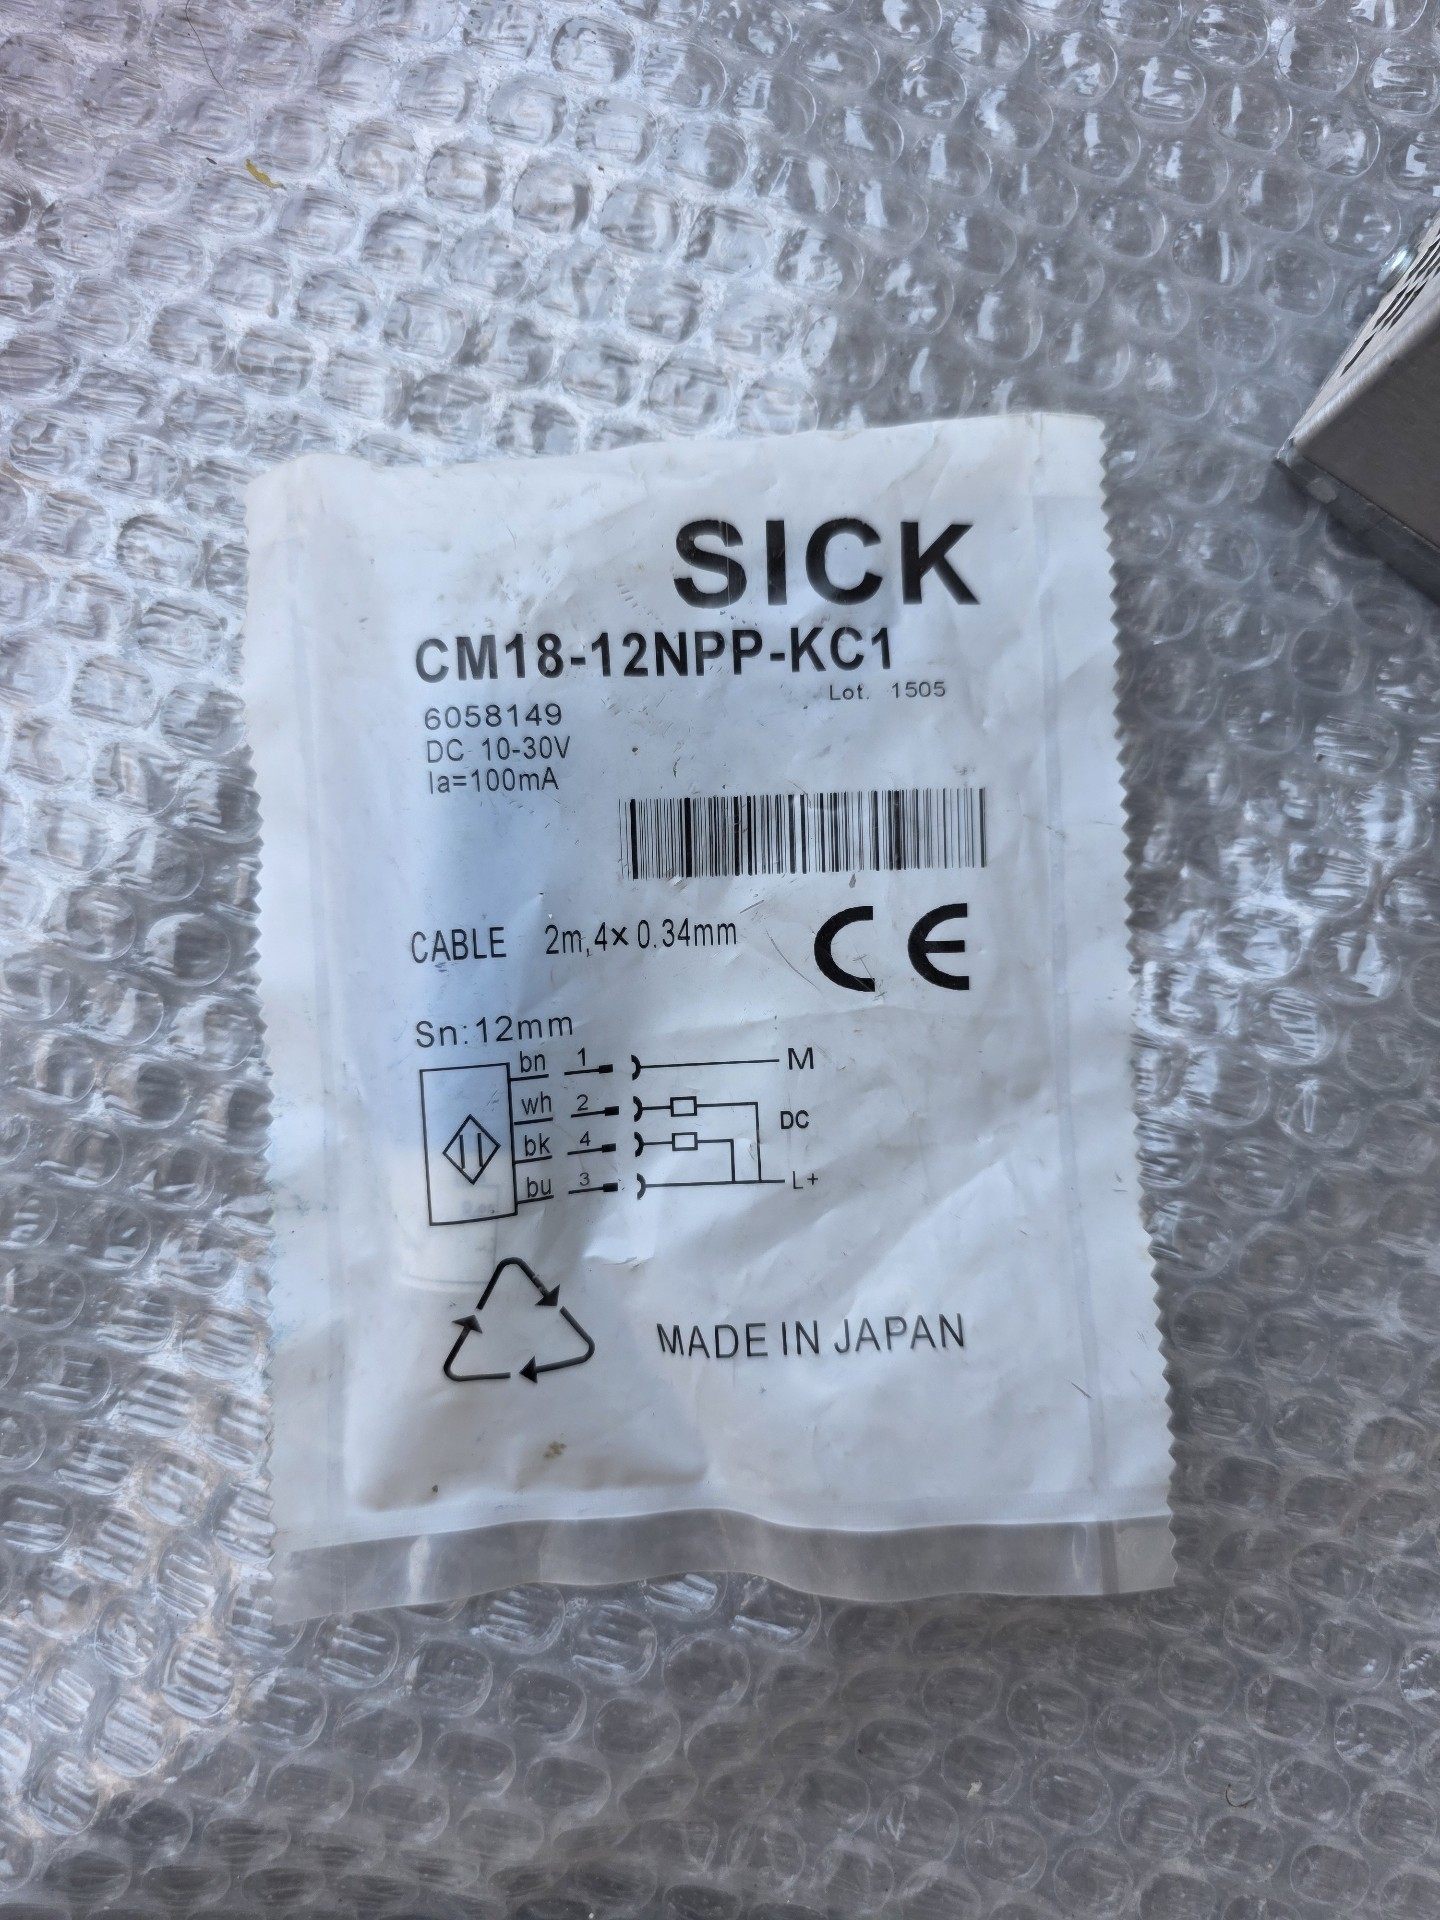 SICK
CM18-12NPP-KC1
Lot. 1505
6058149
DC 10-30V
Ia=100mA
CABLE 2m,4×0.34mm
CE
Sn:12mm
bn 1 M
wh 2
DC
bk 4
bu 3 L+
MADE IN JAPAN